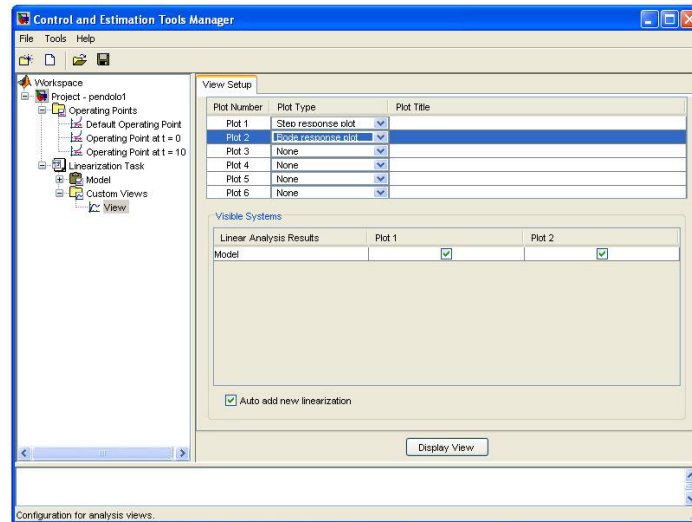 Control and Estimation Tools Manager
File Tools Help
Workspace
Project - pendolo1
Operating Points
Default Operating Point
Operating Point at t = 0
Operating Point at t = 10
Linearization Task
Model
Custom Views
View
View Setup
Plot Number Plot Type Plot Title
Plot 1 Step response plot
Plot 2 Bode response plot
Plot 3 None
Plot 4 None
Plot 5 None
Plot 6 None
Visible Systems
Linear Analysis Results Plot 1 Plot 2
Model
Auto add new linearization
Display View
Configuration for analysis views.